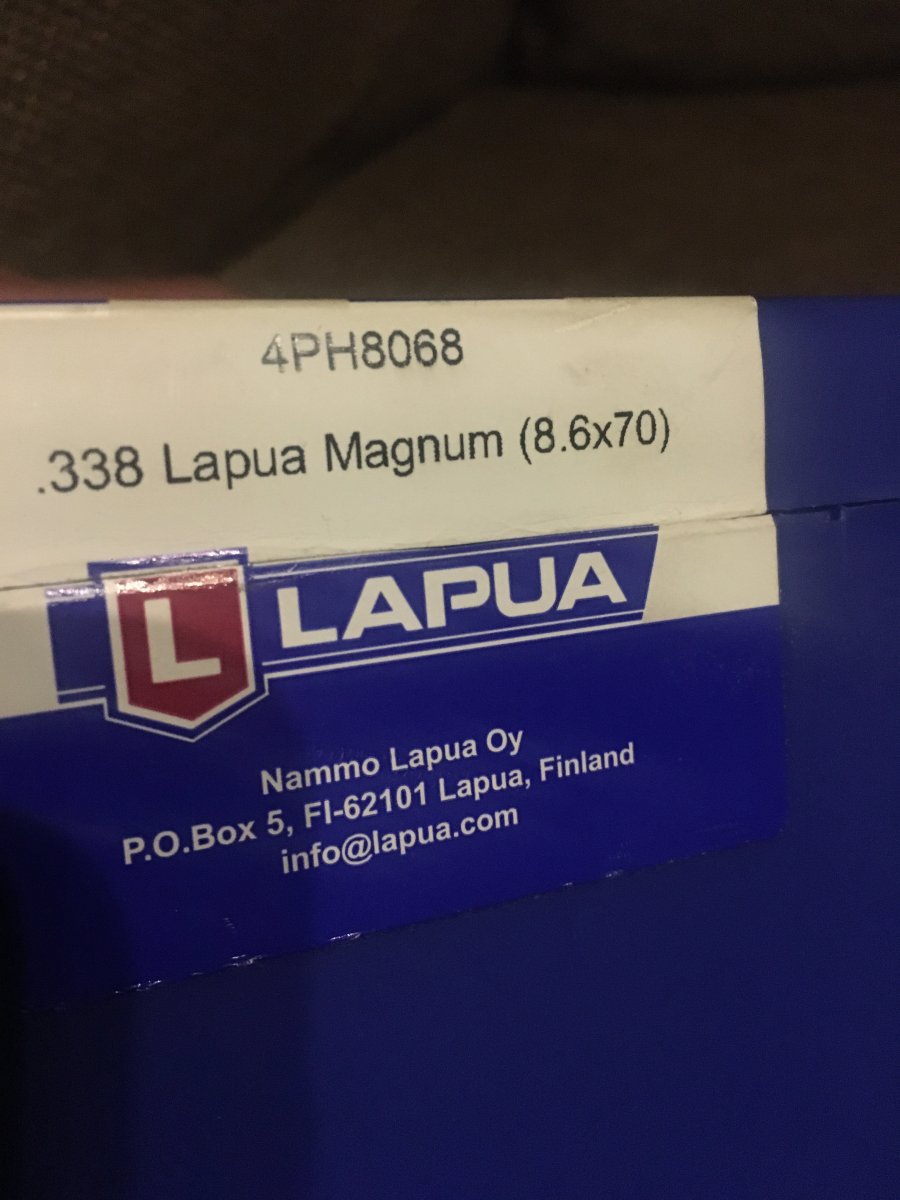 4PH8068
.338 Lapua Magnum (8.6x70)
L LAPUA
Nammo Lapua Oy
P.O.Box 5, FI-62101 Lapua, Finland
info@lapua.com